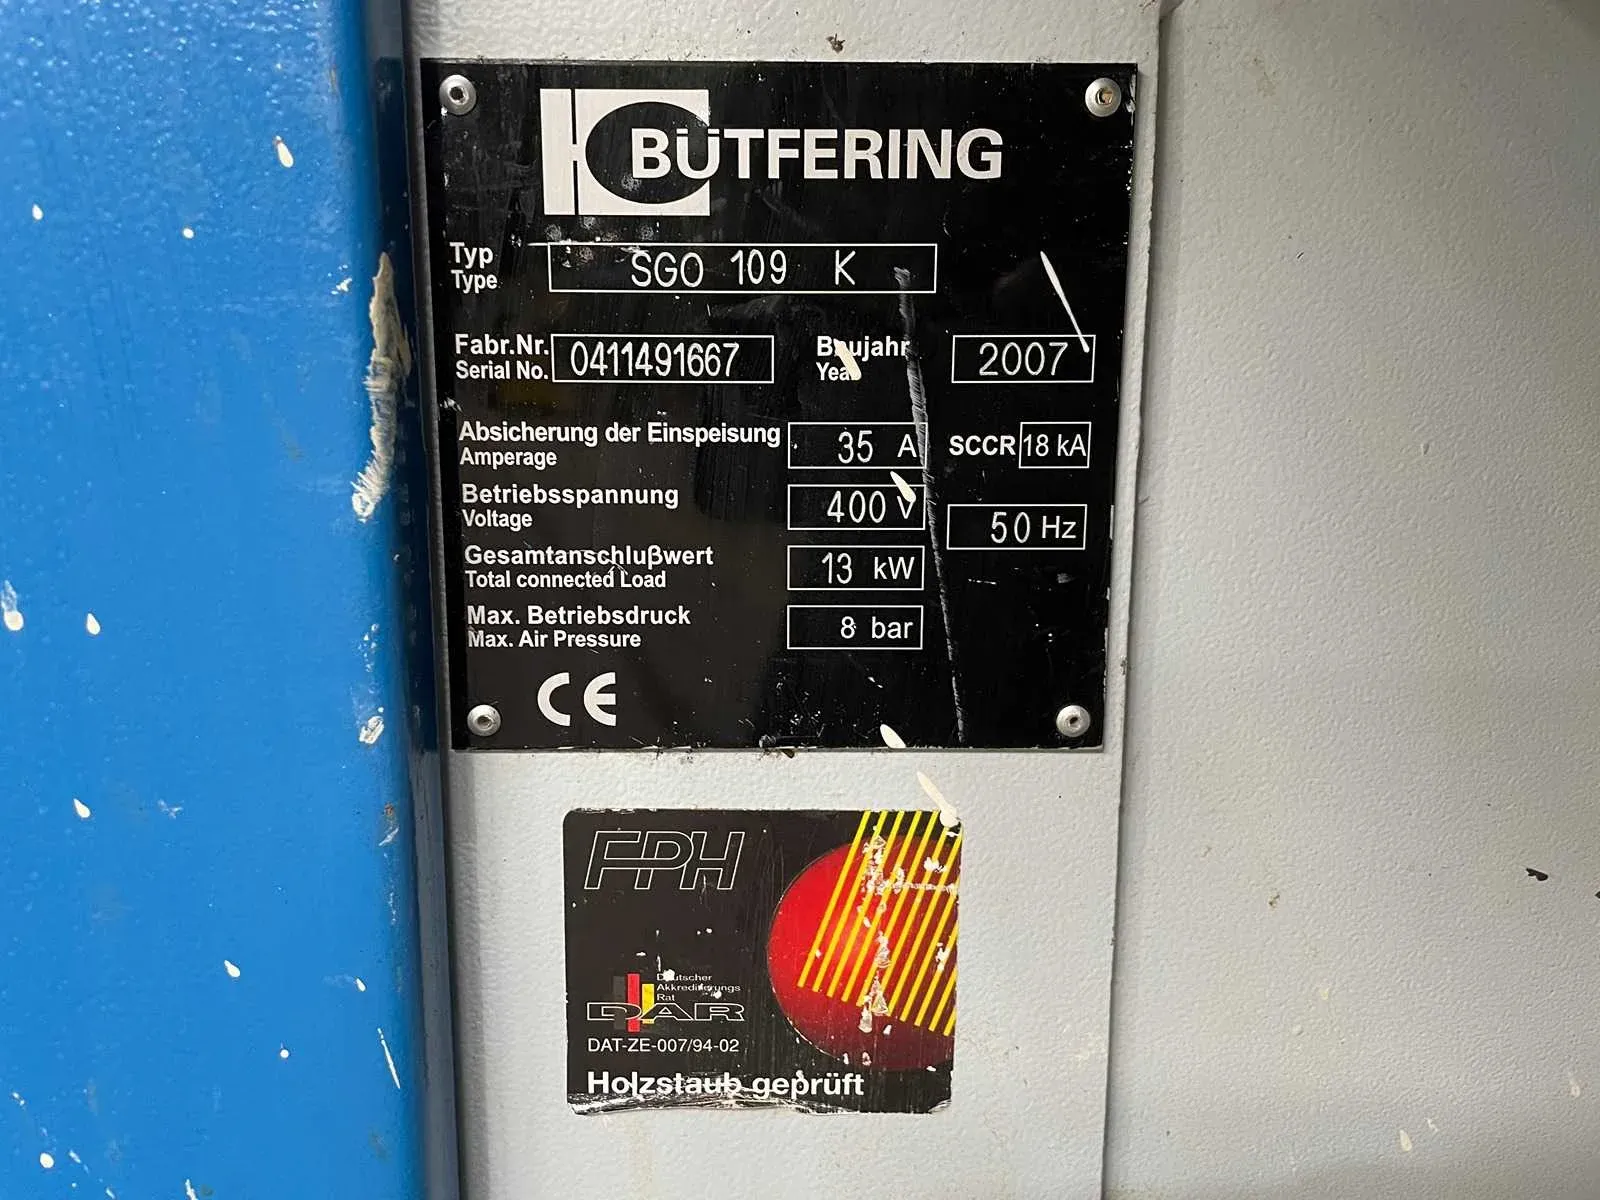 BÜTFERING
Typ
Type
SGO 109 K
Fabr.Nr.
Serial No.
0411491667
Baujahr
Year
2007
Absicherung der Einspeisung
Amperage
35 A
SCCR 18 kA
Betriebsspannung
Voltage
400 V
50 Hz
Gesamtanschlußwert
Total connected Load
13 kW
Max. Betriebsdruck
Max. Air Pressure
8 bar
CE
FPH
Deutscher
Akkreditierungs
Rat
DAR
DAT-ZE-007/94-02
Holzstaub geprüft